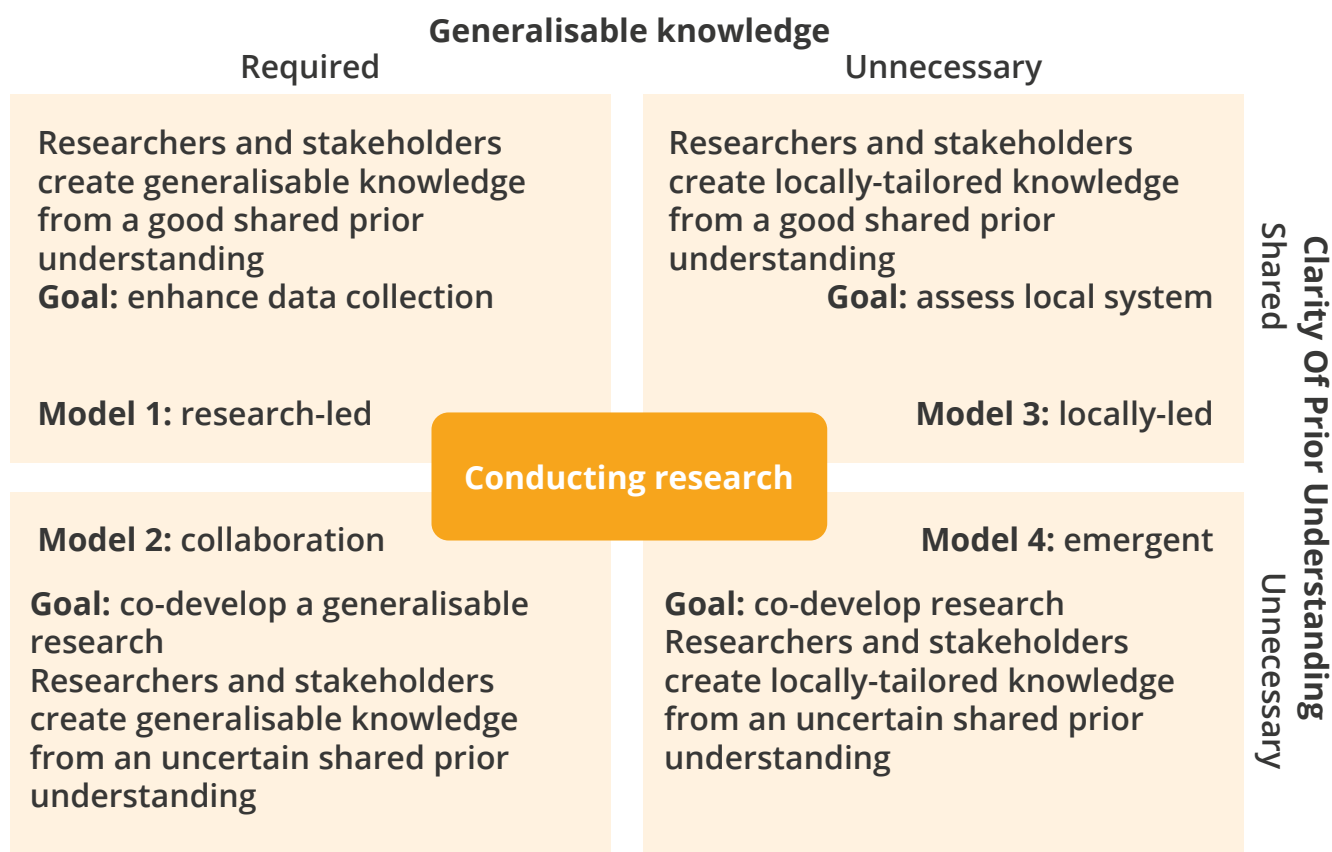 Generalisable knowledge
Required
Unnecessary
Researchers and stakeholders
create generalisable knowledge
from a good shared prior
understanding
Goal: enhance data collection
Model 1: research-led
Researchers and stakeholders
create locally-tailored knowledge
from a good shared prior
understanding
Goal: assess local system
Model 3: locally-led
Conducting research
Model 2: collaboration
Goal: co-develop a generalisable
research
Researchers and stakeholders
create generalisable knowledge
from an uncertain shared prior
understanding
Model 4: emergent
Goal: co-develop research
Researchers and stakeholders
create locally-tailored knowledge
from an uncertain shared prior
understanding
Shared
Unnecessary
Clarity Of Prior Understanding